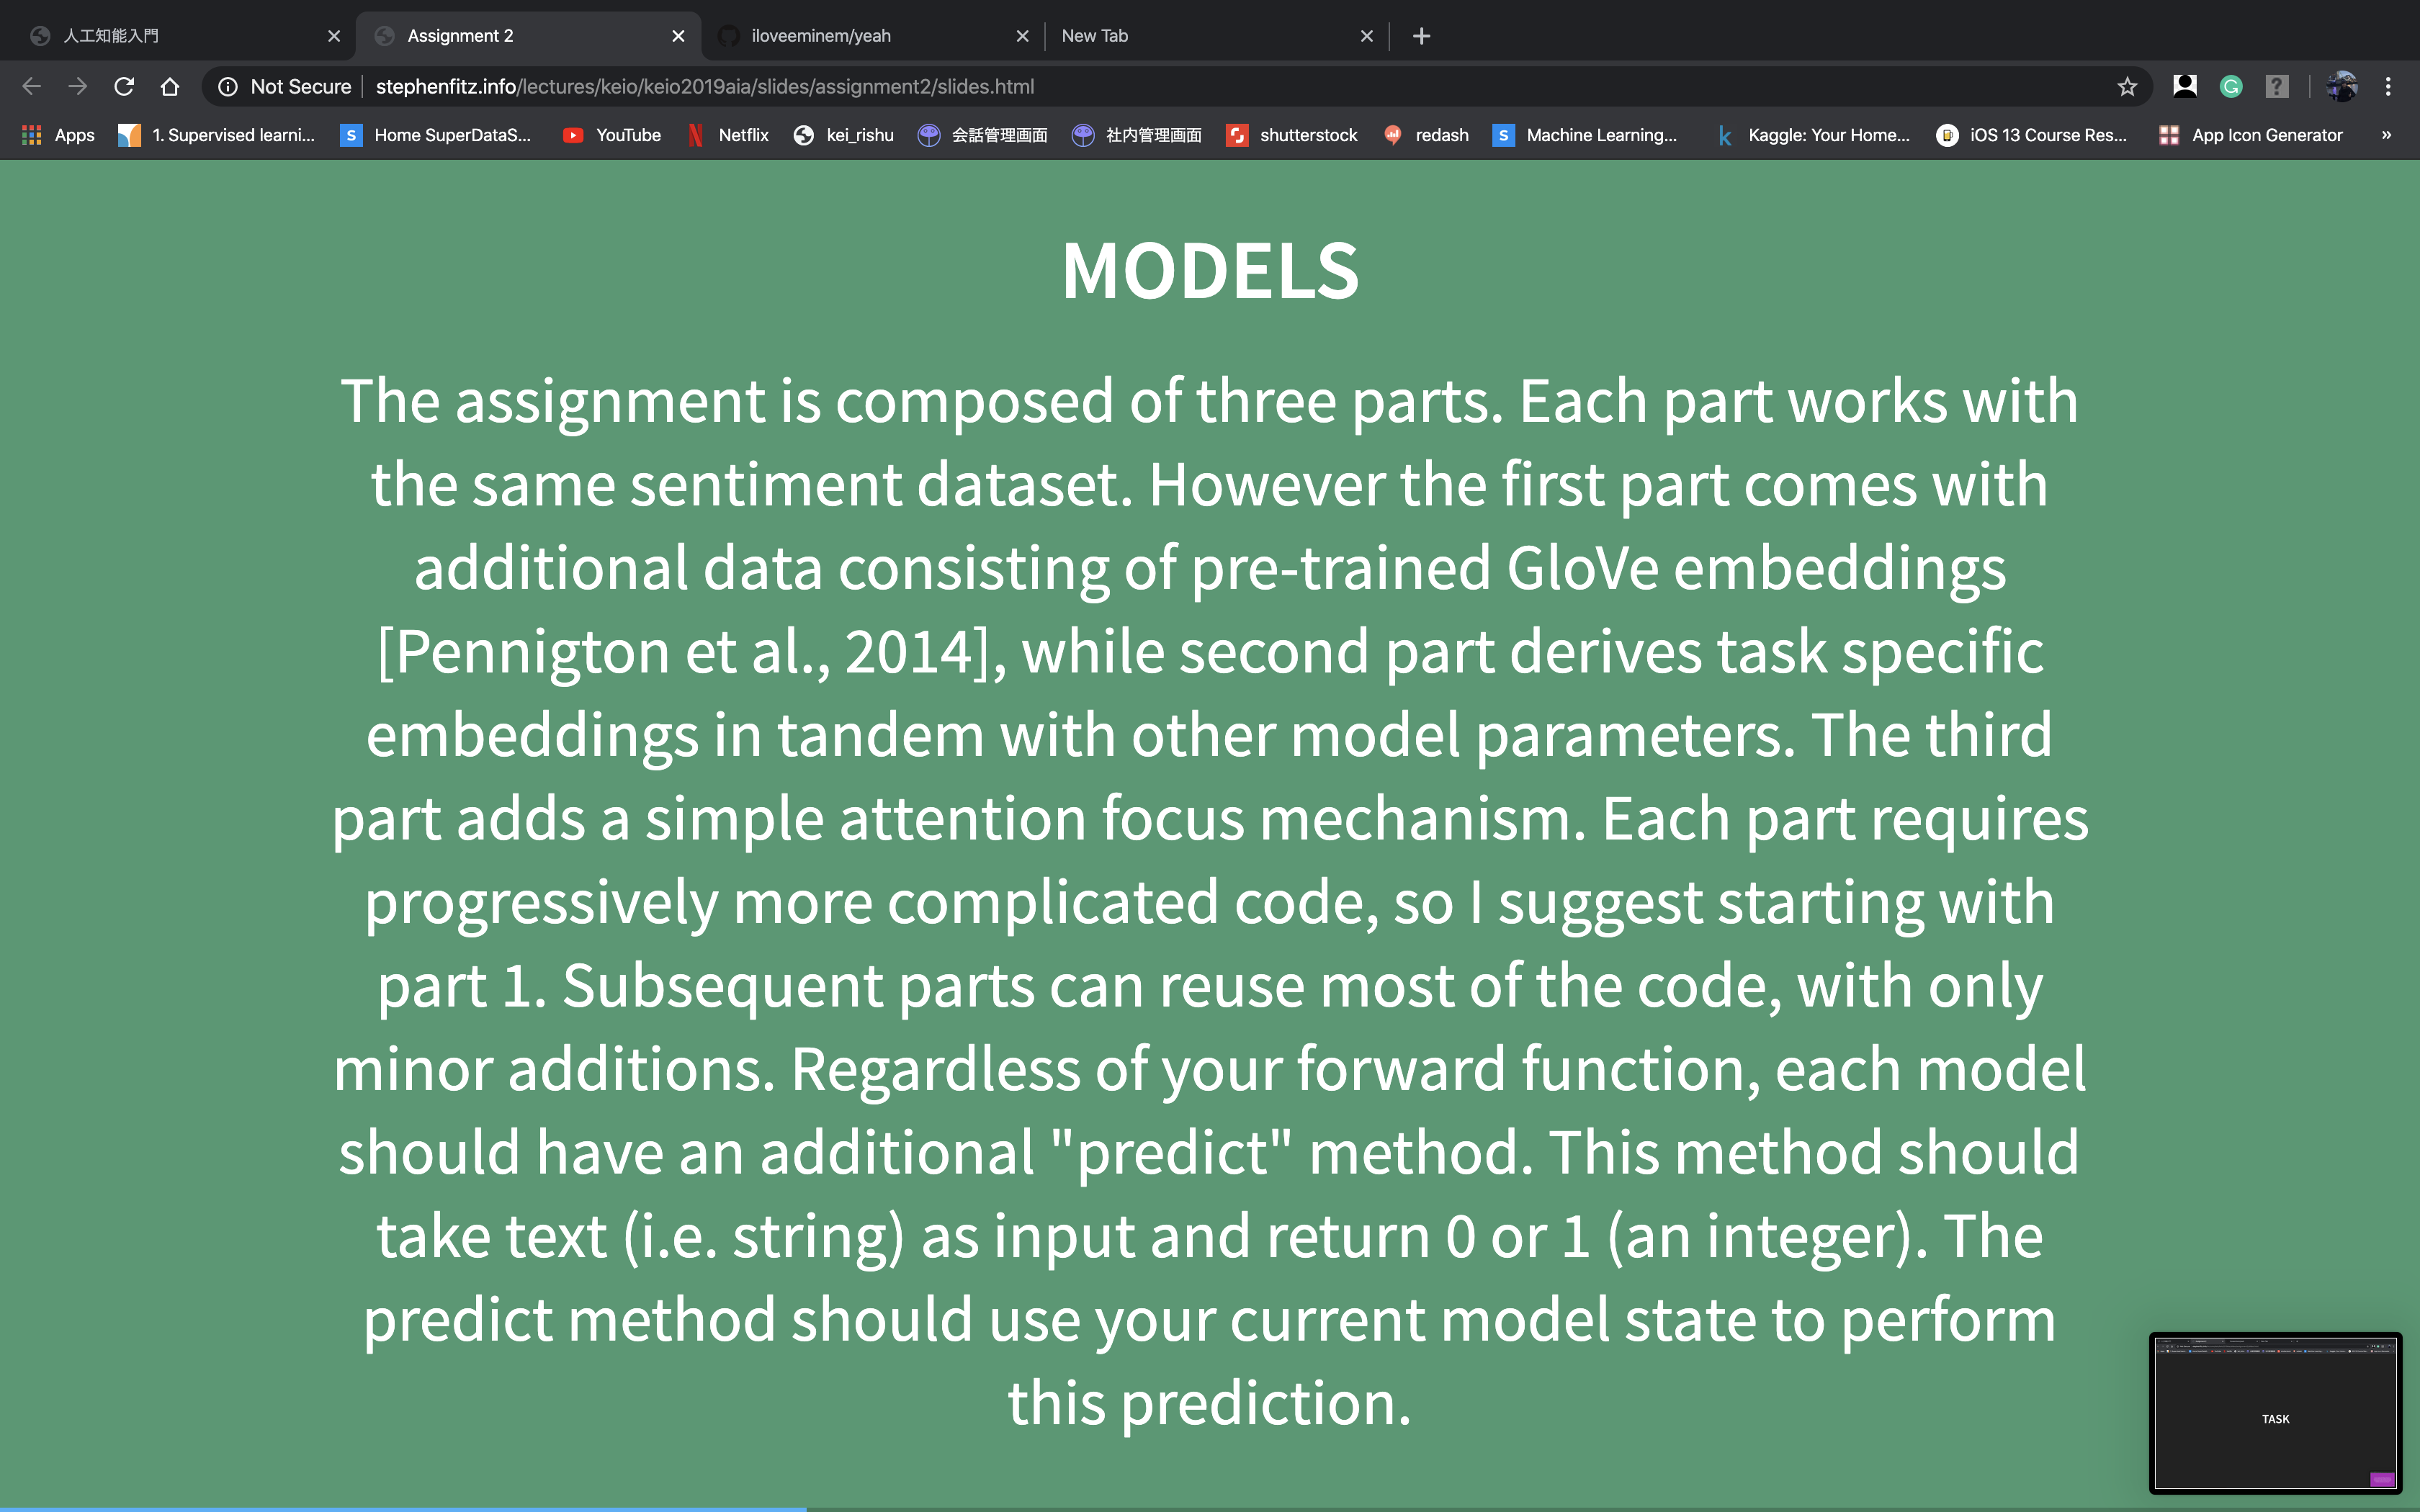 人工知能入門
Assignment 2
iloveeminem/yeah
New Tab
Not Secure
stephenfitz.info/lectures/keio/keio2019aia/slides/assignment2/slides.html
Apps
1. Supervised learni...
Home SuperDataS...
YouTube
Netflix
kei_rishu
会話管理画面
社内管理画面
shutterstock
redash
Machine Learning...
Kaggle: Your Home...
iOS 13 Course Res...
App Icon Generator
»
MODELS
The assignment is composed of three parts. Each part works with
the same sentiment dataset. However the first part comes with
additional data consisting of pre-trained GloVe embeddings
[Pennigton et al., 2014], while second part derives task specific
embeddings in tandem with other model parameters. The third
part adds a simple attention focus mechanism. Each part requires
progressively more complicated code, so I suggest starting with
part 1. Subsequent parts can reuse most of the code, with only
minor additions. Regardless of your forward function, each model
should have an additional "predict" method. This method should
take text (i.e. string) as input and return 0 or 1 (an integer). The
predict method should use your current model state to perform
this prediction.
TASK